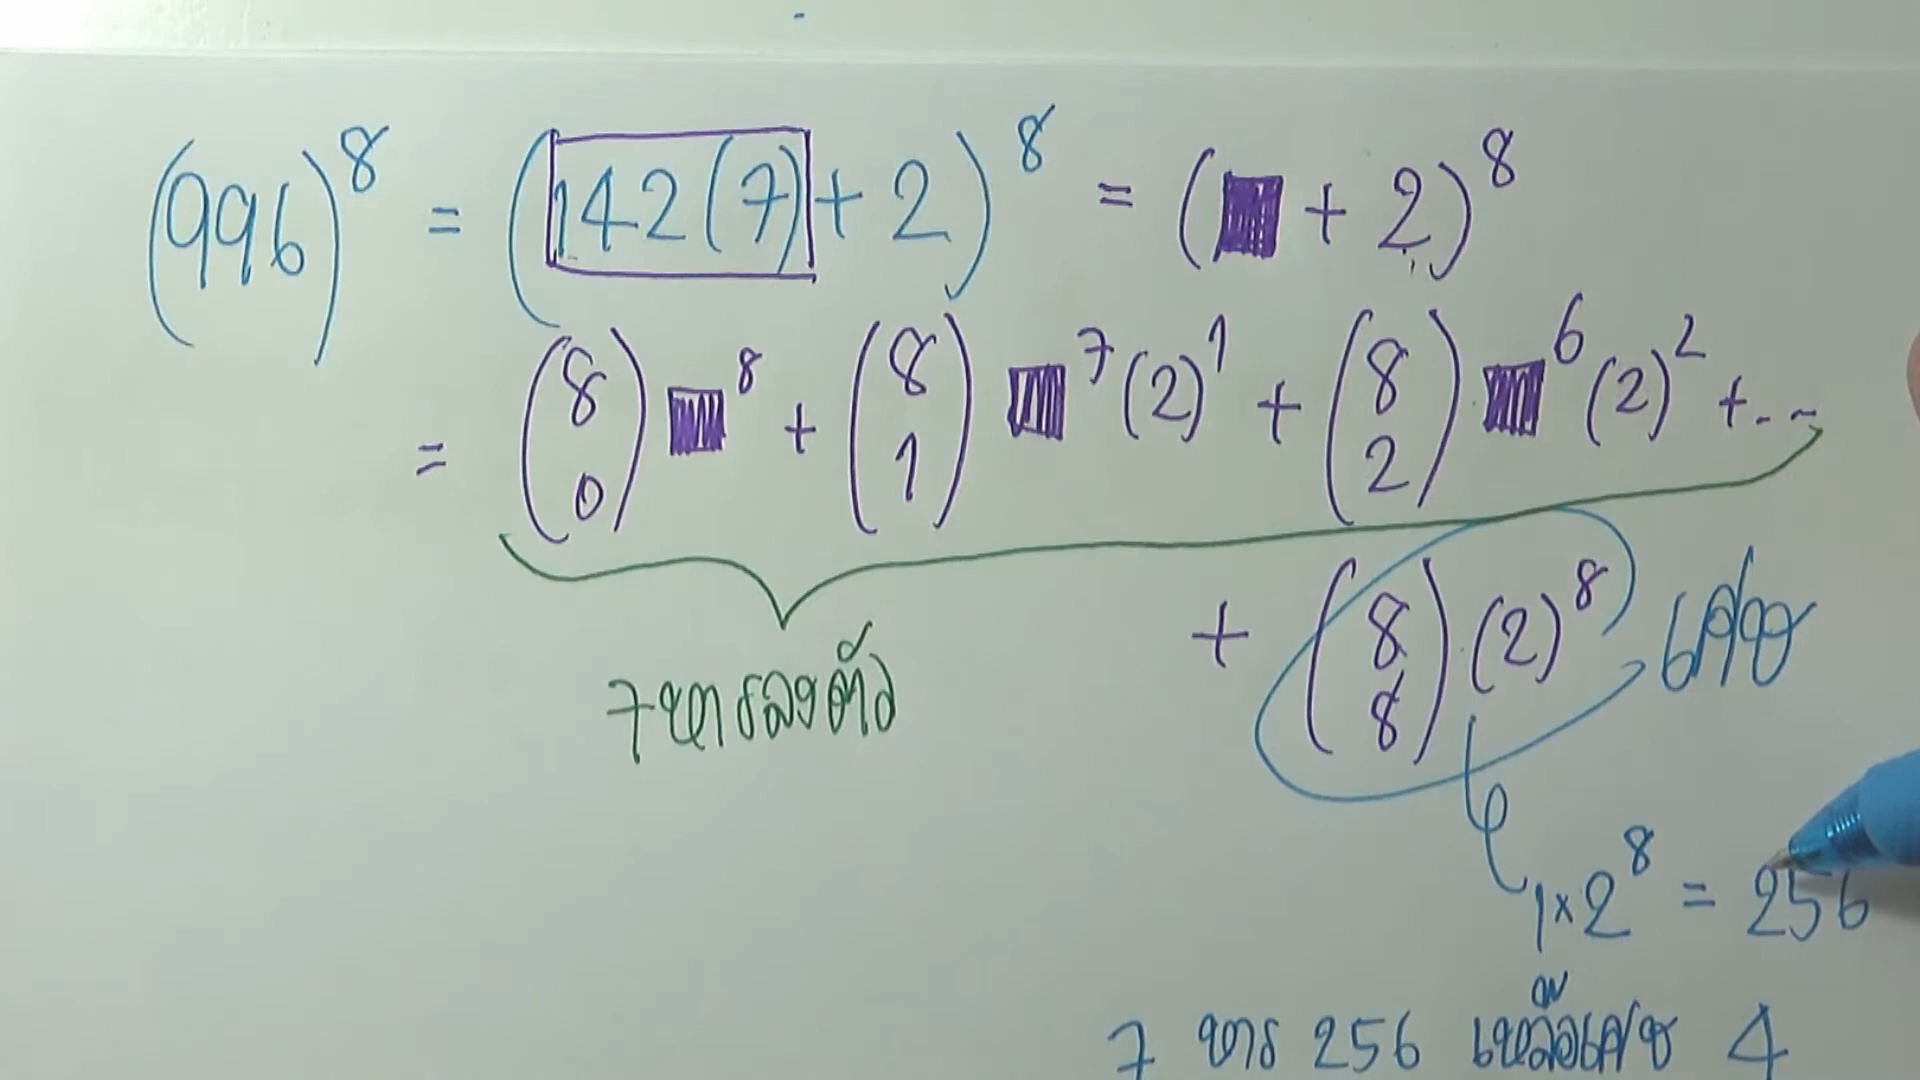 (996)⁸ = (142(7) + 2)⁸ = (■ + 2)⁸
= (8 0) ■⁸ + (8 1) ■⁷ (2)¹ + (8 2) ■⁶ (2)² + ...
+ (8 8) (2)⁸ เศษ
7 หารลงตัว
1 × 2⁸ = 256
7 หาร 256 เหลือเศษ 4